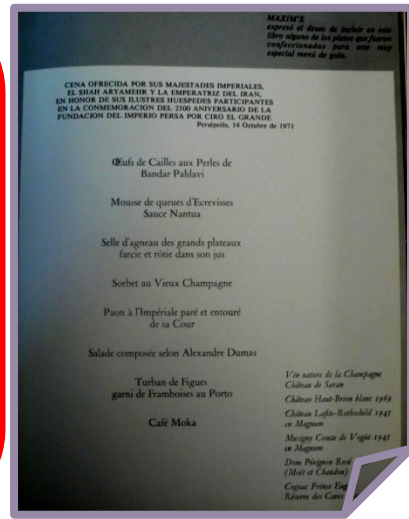 MAXIM'S
expresó el deseo de incluir en este
libro alguno de los platos que fueron
confeccionados para este muy
especial menú de gala.
CENA OFRECIDA POR SUS MAJESTADES IMPERIALES,
EL SHAH ARYAMEHR Y LA EMPERATRIZ DEL IRAN,
EN HONOR DE SUS ILUSTRES HUESPEDES PARTICIPANTES
EN LA CONMEMORACION DEL 2500 ANIVERSARIO DE LA
FUNDACION DEL IMPERIO PERSA POR CIRO EL GRANDE
Persépolis, 14 Octubre de 1971
Œufs de Cailles aux Perles de
Bandar Pahlavi
Mousse de queues d'Ecrevisses
Sauce Nantua
Selle d'agneau des grands plateaux
farcie et rôtie dans son jus
Sorbet au Vieux Champagne
Paon à l'Impériale paré et entouré
de sa Cour
Salade composée selon Alexandre Dumas
Turban de Figues
garni de Framboises au Porto
Café Moka
Vin nature de la Champagne
Château de Saran
Château Haut-Brion blanc 1969
Château Lafite-Rothschild 1945
en Magnum
Musigny Comte de Vogüé 1945
en Magnum
Dom Pérignon Rosé
(Moët et Chandon)
Cognac Prince
Réserve des